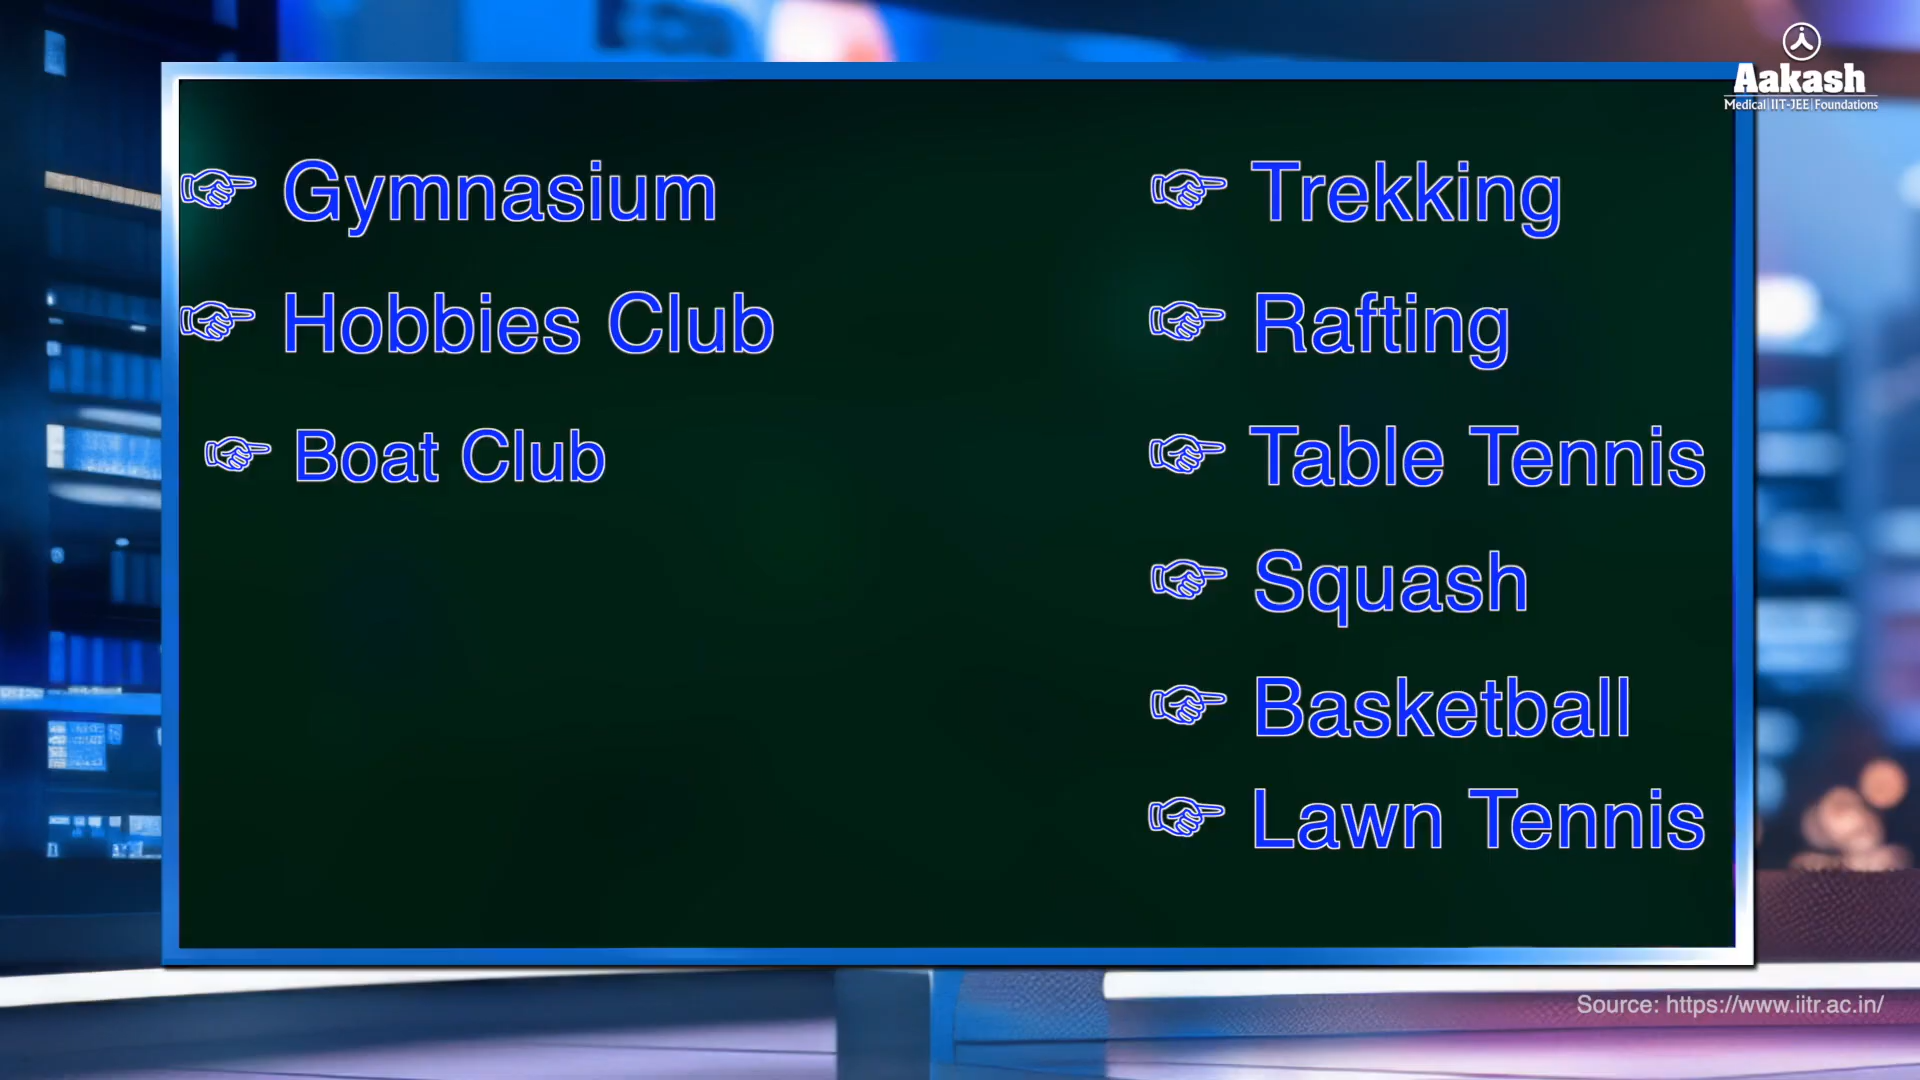 Aakash
Medical|IIT-JEE|Foundations
☞ Gymnasium
☞ Hobbies Club
☞ Boat Club
☞ Trekking
☞ Rafting
☞ Table Tennis
☞ Squash
☞ Basketball
☞ Lawn Tennis
Source: https://www.iitr.ac.in/